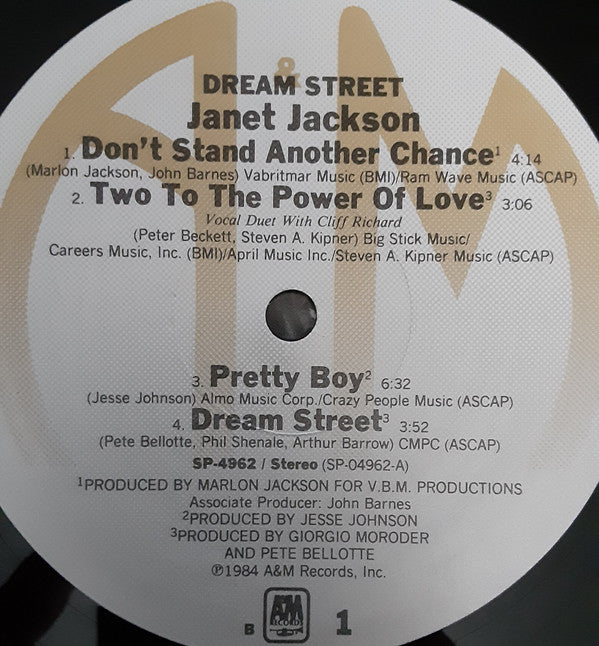 &
DREAM STREET
Janet Jackson
1. Don't Stand Another Chance¹ 4:14
(Marlon Jackson, John Barnes) Vabritmar Music (BMI)/Ram Wave Music (ASCAP)
2. Two To The Power Of Love³ 3:06
Vocal Duet With Cliff Richard
(Peter Beckett, Steven A. Kipner) Big Stick Music/
Careers Music, Inc. (BMI)/April Music Inc./Steven A. Kipner Music (ASCAP)
3. Pretty Boy² 6:32
(Jesse Johnson) Almo Music Corp./Crazy People Music (ASCAP)
4. Dream Street³ 3:52
(Pete Bellotte, Phil Shenale, Arthur Barrow) CMPC (ASCAP)
SP-4962 / Stereo (SP-04962-A)
¹PRODUCED BY MARLON JACKSON FOR V.B.M. PRODUCTIONS
Associate Producer: John Barnes
²PRODUCED BY JESSE JOHNSON
³PRODUCED BY GIORGIO MORODER
AND PETE BELLOTTE
℗1984 A&M Records, Inc.
B A&M RECORDS 1